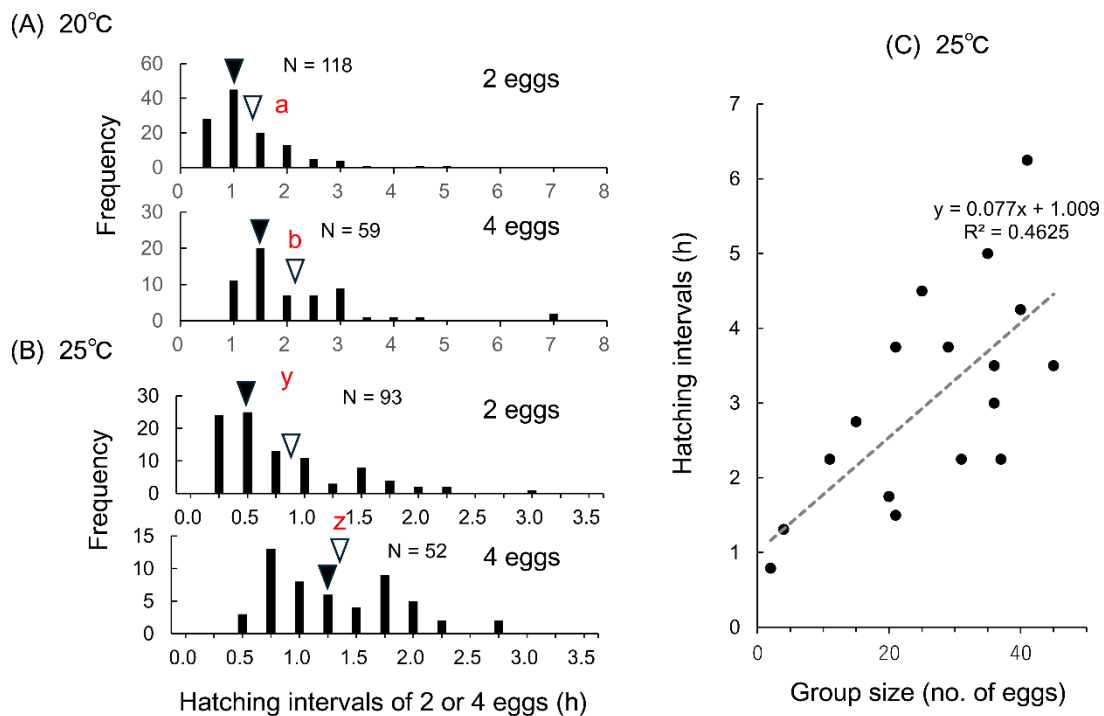 (A) 20℃
Frequency
60
40
20
0
N = 118
2 eggs
a
0 1 2 3 4 5 6 7 8
30
20
10
0
N = 59
4 eggs
b
0 1 2 3 4 5 6 7 8
(B) 25℃
Frequency
30
20
10
0
y
N = 93
2 eggs
0.0 0.5 1.0 1.5 2.0 2.5 3.0 3.5
15
10
5
0
z
N = 52
4 eggs
0.0 0.5 1.0 1.5 2.0 2.5 3.0 3.5
Hatching intervals of 2 or 4 eggs (h)
(C) 25℃
Hatching intervals (h)
7
6
5
4
3
2
1
0
y = 0.077x + 1.009
R² = 0.4625
0 20 40
Group size (no. of eggs)